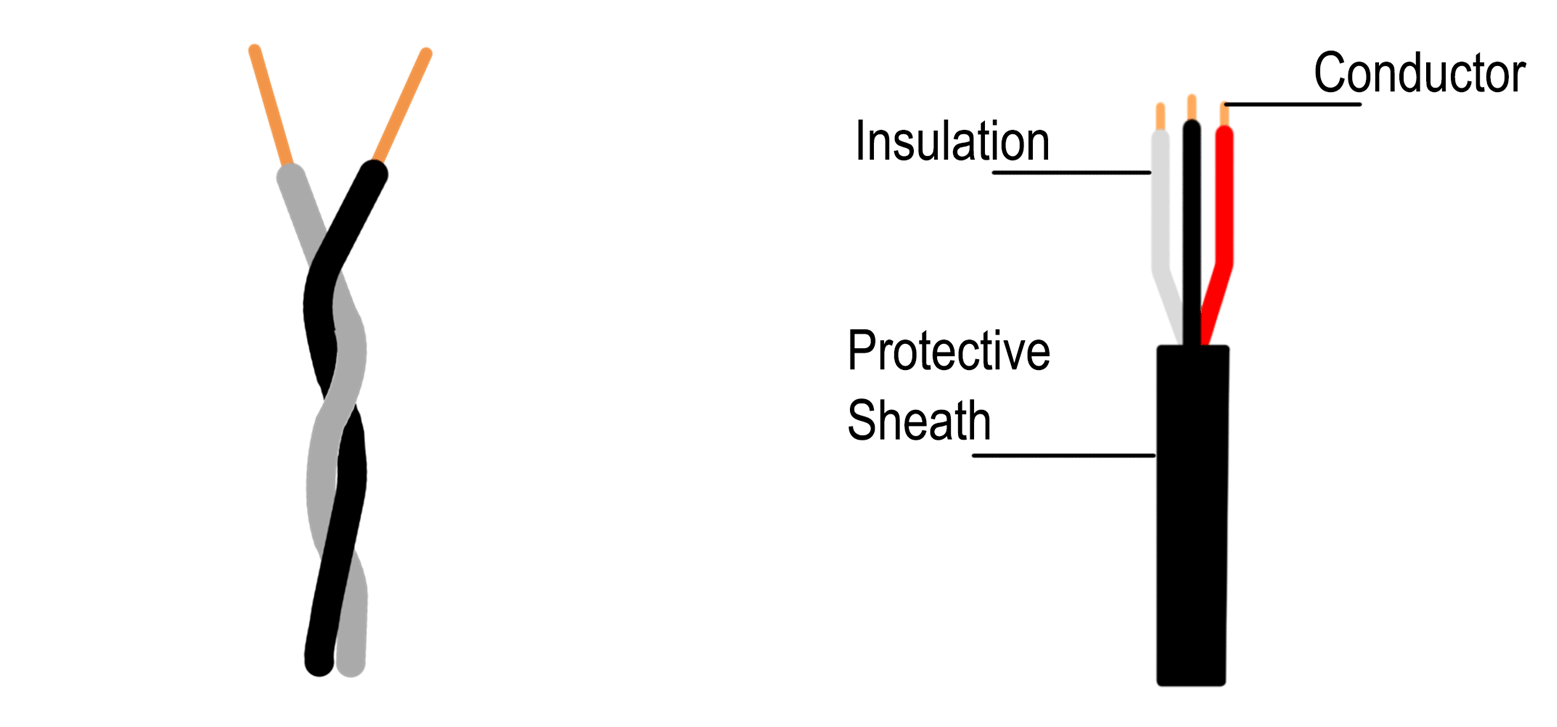 Conductor
Insulation
Protective
Sheath